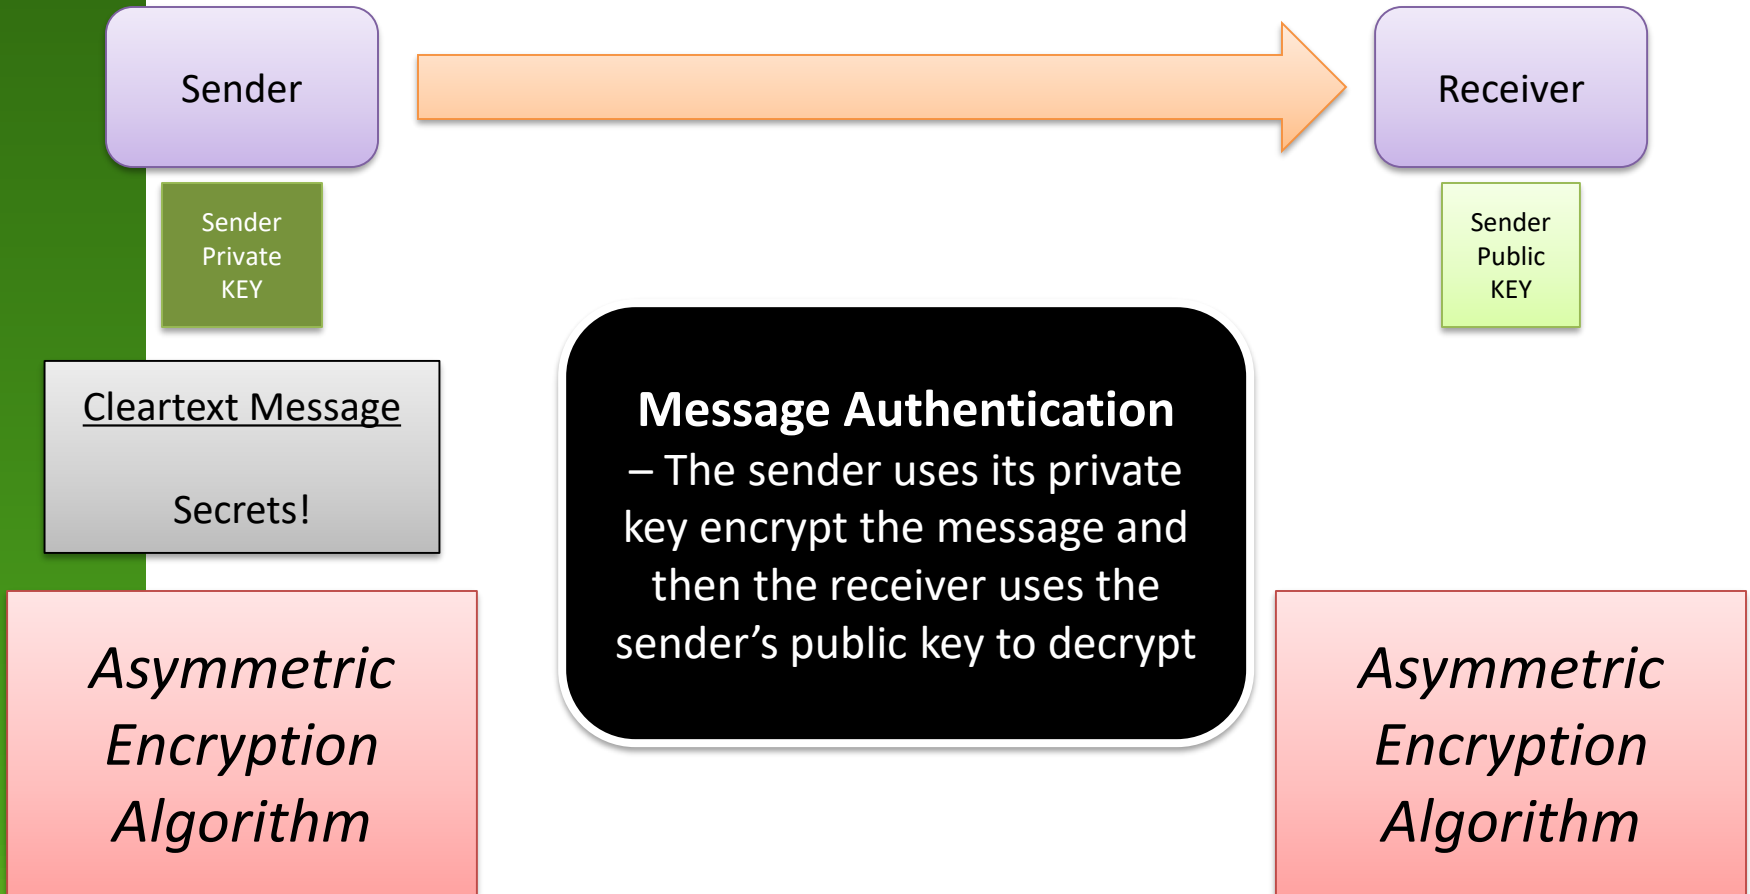 Sender
Receiver
Sender
Private
KEY
Sender
Public
KEY
Cleartext Message
Secrets!
Message Authentication
– The sender uses its private
key encrypt the message and
then the receiver uses the
sender’s public key to decrypt
Asymmetric
Encryption
Algorithm
Asymmetric
Encryption
Algorithm